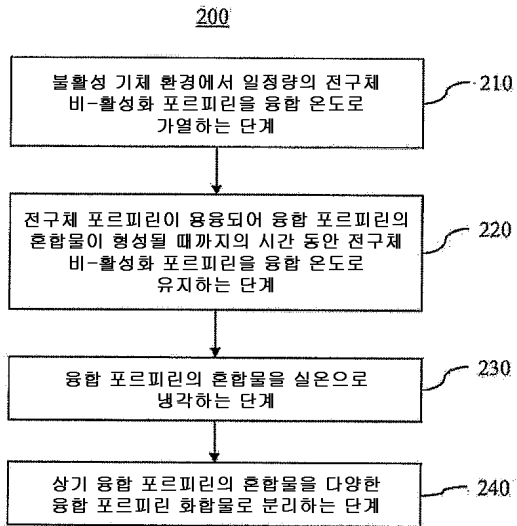 200
불활성 기체 환경에서 일정량의 전구체
비-활성화 포르피린을 융합 온도로
가열하는 단계
210
전구체 포르피린이 용융되어 융합 포르피린의
혼합물이 형성될 때까지의 시간 동안 전구체
비-활성화 포르피린을 융합 온도로
유지하는 단계
220
융합 포르피린의 혼합물을 실온으로
냉각하는 단계
230
상기 융합 포르피린의 혼합물을 다양한
융합 포르피린 화합물로 분리하는 단계
240